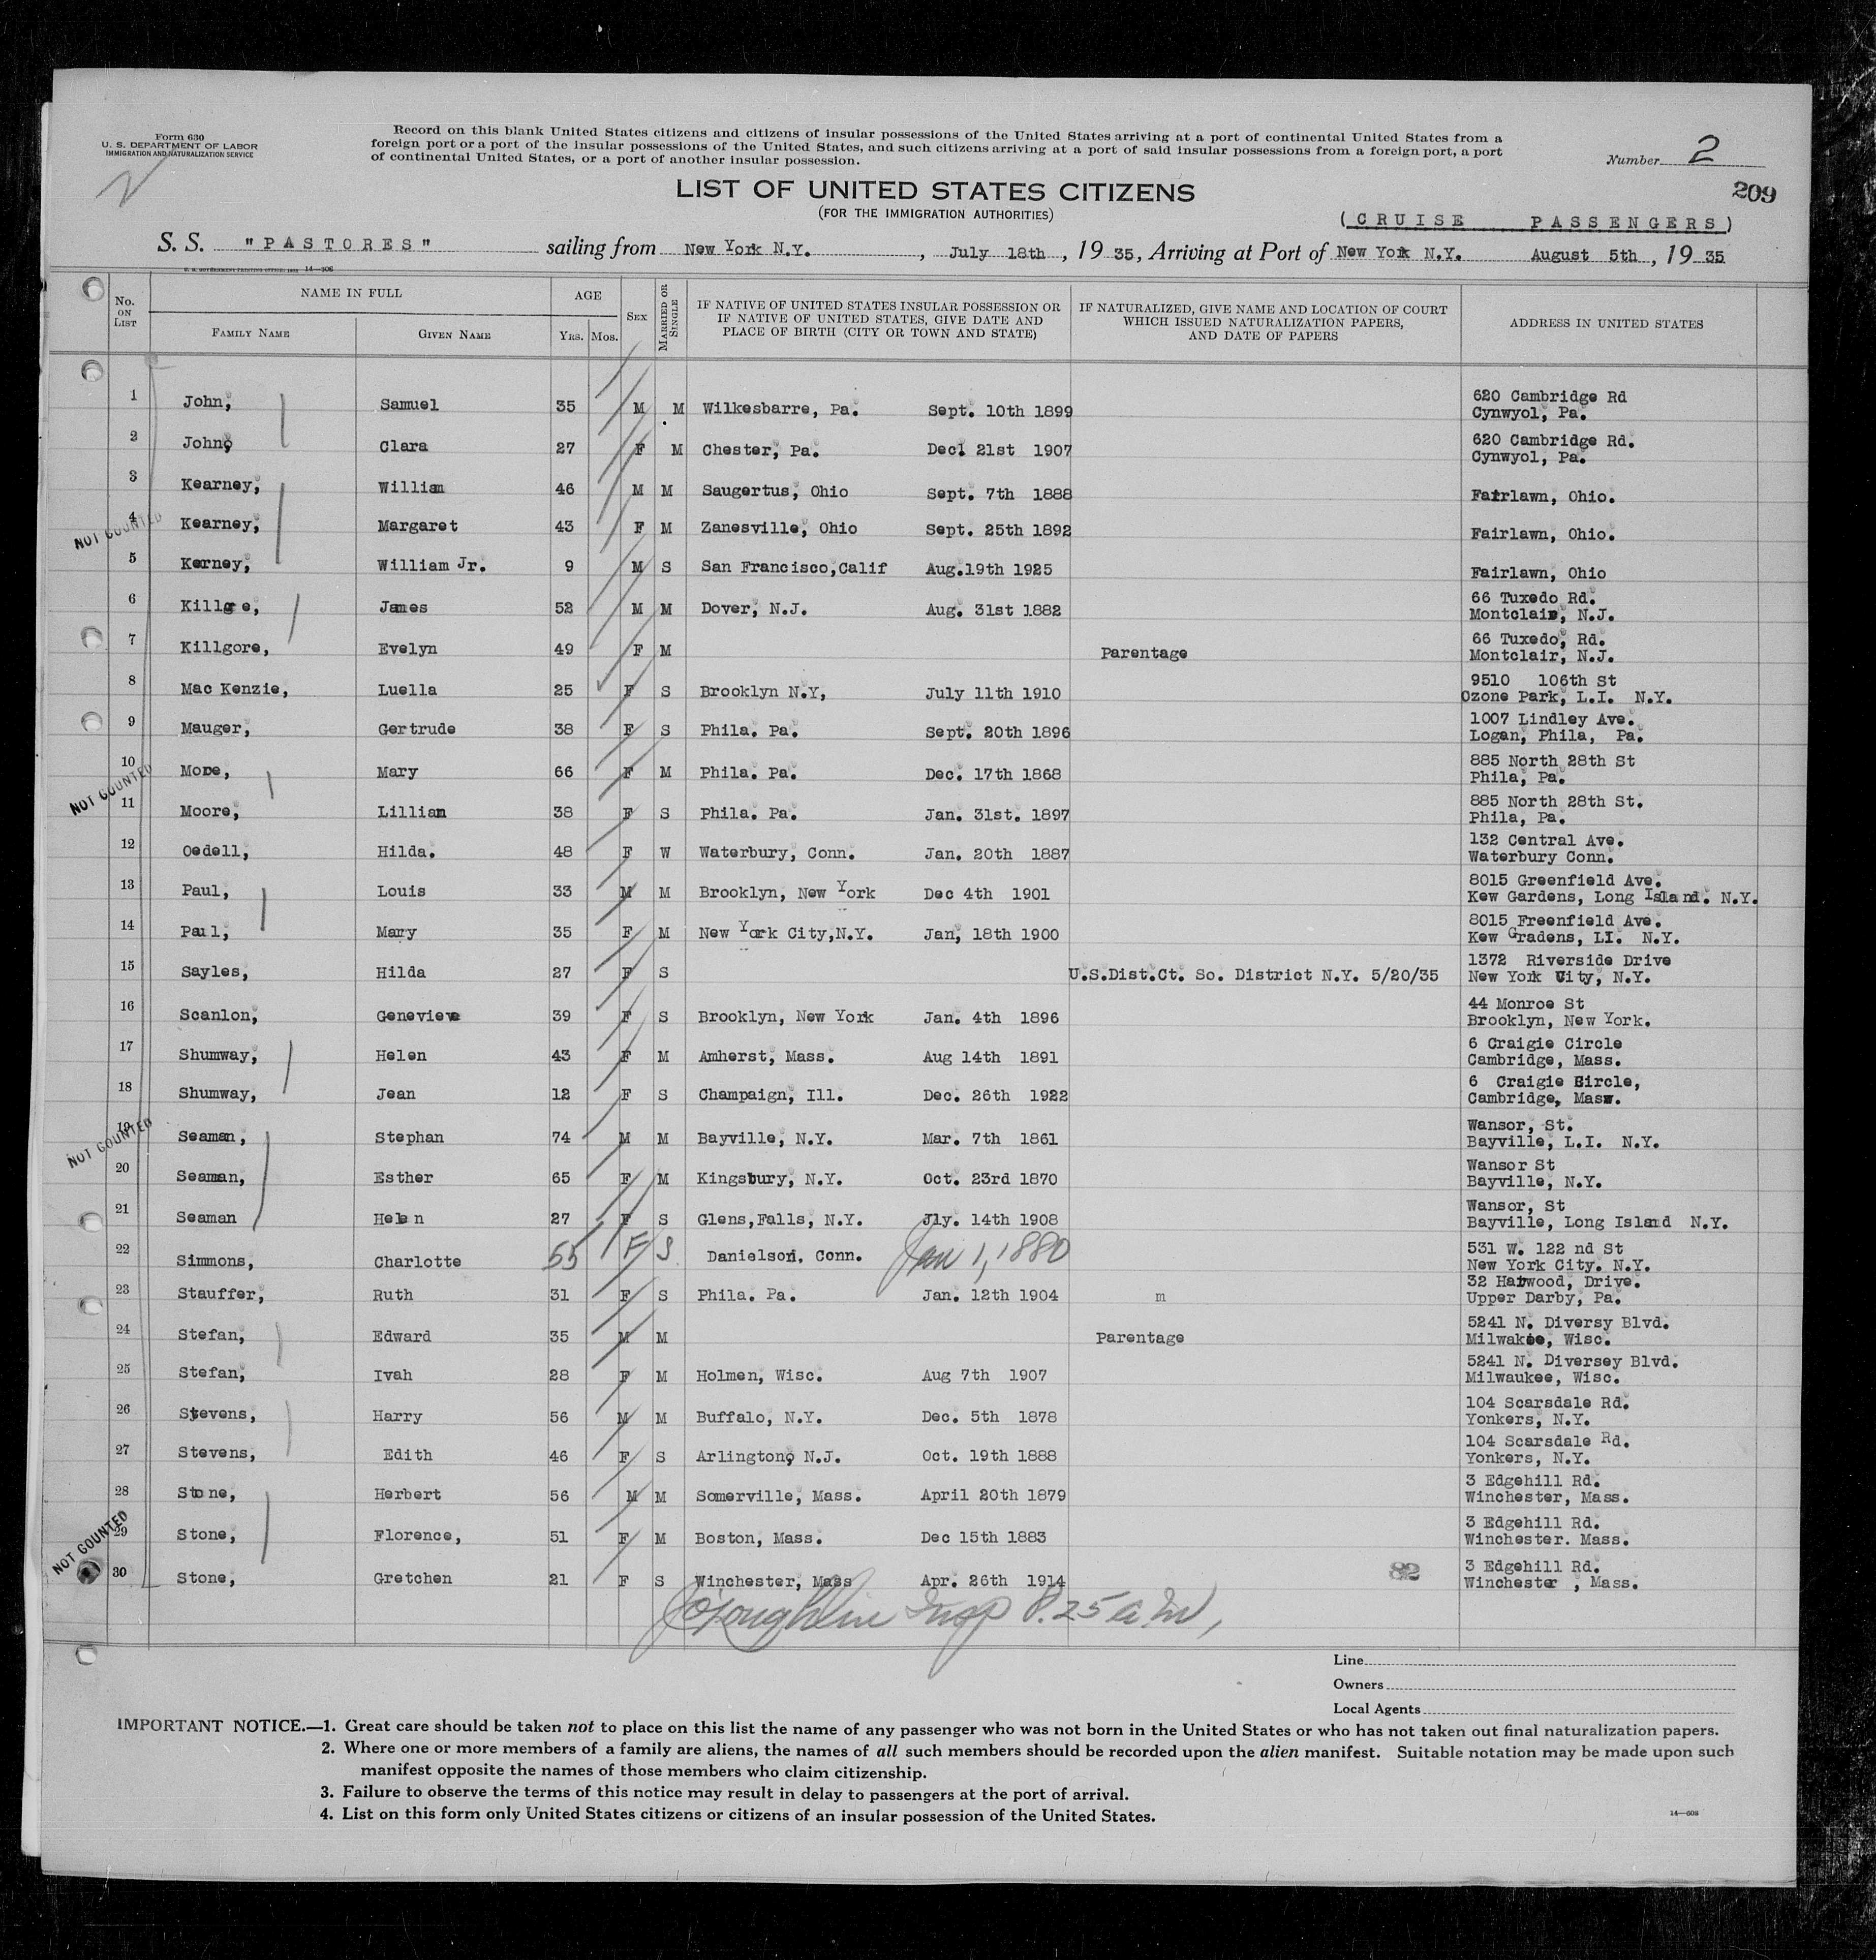 Form 630
U. S. DEPARTMENT OF LABOR
IMMIGRATION AND NATURALIZATION SERVICE
Record on this blank United States citizens and citizens of insular possessions of the United States arriving at a port of continental United States from a
foreign port or a port of the insular possessions of the United States, and such citizens arriving at a port of said insular possessions from a foreign port, a port
of continental United States, or a port of another insular possession.
Number 2
209
LIST OF UNITED STATES CITIZENS
(FOR THE IMMIGRATION AUTHORITIES)
(CRUISE PASSENGERS)
S. S. "PASTORES" sailing from New York N.Y. , July 18th , 19 35, Arriving at Port of New York N.Y. August 5th , 19 35
14—608
No. ON LIST NAME IN FULL AGE SEX MARRIED OR SINGLE IF NATIVE OF UNITED STATES INSULAR POSSESSION OR IF NATIVE OF UNITED STATES, GIVE DATE AND PLACE OF BIRTH (CITY OR TOWN AND STATE) IF NATURALIZED, GIVE NAME AND LOCATION OF COURT WHICH ISSUED NATURALIZATION PAPERS, AND DATE OF PAPERS ADDRESS IN UNITED STATES
FAMILY NAME GIVEN NAME YRS. MOS.
1 John, Samuel 35 M M Wilkesbarre, Pa. Sept. 10th 1899 620 Cambridge Rd
Cynwyol, Pa.
2 John, Clara 27 F M Chester, Pa. Dec. 21st 1907 620 Cambridge Rd.
Cynwyol, Pa.
3 Kearney, William 46 M M Saugertus, Ohio Sept. 7th 1888 Fairlawn, Ohio.
NOT COUNTED
4 Kearney, Margaret 43 F M Zanesville, Ohio Sept. 25th 1892 Fairlawn, Ohio.
5 Kerney, William Jr. 9 M S San Francisco,Calif Aug.19th 1925 Fairlawn, Ohio
6 Killgre, James 52 M M Dover, N.J. Aug. 31st 1882 66 Tuxedo Rd.
Montclair, N.J.
7 Killgore, Evelyn 49 F M Parentage 66 Tuxedo, Rd.
Montclair, N.J.
8 Mac Kenzie, Luella 25 F S Brooklyn N.Y, July 11th 1910 9510 106th St
Ozone Park, L.I. N.Y.
9 Mauger, Gertrude 38 F S Phila. Pa. Sept. 20th 1896 1007 Lindley Ave.
Logan, Phila, Pa.
10 More, Mary 66 F M Phila. Pa. Dec. 17th 1868 885 North 28th St
Phila, Pa.
NOT COUNTED
11 Moore, Lillian 38 F S Phila. Pa. Jan. 31st. 1897 885 North 28th St.
Phila, Pa.
12 Oedell, Hilda. 48 F W Waterbury, Conn. Jan. 20th 1887 132 Central Ave.
Waterbury Conn.
13 Paul, Louis 33 M M Brooklyn, New York Dec 4th 1901 8015 Greenfield Ave.
Kew Gardens, Long Island. N.Y.
14 Paul, Mary 35 F M New York City,N.Y. Jan, 18th 1900 8015 Freenfield Ave.
Kew Gradens, LI. N.Y.
15 Sayles, Hilda 27 F S U.S.Dist.Ct. So. District N.Y. 5/20/35 1372 Riverside Drive
New York City, N.Y.
16 Scanlon, Genevieve 39 F S Brooklyn, New York Jan. 4th 1896 44 Monroe St
Brooklyn, New York.
17 Shumway, Helen 43 F M Amherst, Mass. Aug 14th 1891 6 Craigie Circle
Cambridge, Mass.
18 Shumway, Jean 12 F S Champaign, Ill. Dec. 26th 1922 6 Craigie Circle,
Cambridge, Mass.
NOT COUNTED
19 Seaman, Stephan 74 M M Bayville, N.Y. Mar. 7th 1861 Wansor, St.
Bayville, L.I. N.Y.
20 Seaman, Esther 65 F M Kingsbury, N.Y. Oct. 23rd 1870 Wansor St
Bayville, N.Y.
21 Seaman Helen 27 F S Glens,Falls, N.Y. Jly. 14th 1908 Wansor, St
Bayville, Long Island N.Y.
22 Simmons, Charlotte 55 F S Danielson, Conn. Jan 1, 1880 531 W. 122 nd St
New York City. N.Y.
23 Stauffer, Ruth 31 F S Phila. Pa. Jan. 12th 1904 m 32 Harwood, Drive.
Upper Darby, Pa.
24 Stefan, Edward 35 M M Parentage 5241 N. Diversy Blvd.
Milwakee, Wisc.
25 Stefan, Ivah 28 F M Holmen, Wisc. Aug 7th 1907 5241 N. Diversey Blvd.
Milwaukee, Wisc.
26 Stevens, Harry 56 M M Buffalo, N.Y. Dec. 5th 1878 104 Scarsdale Rd.
Yonkers, N.Y.
27 Stevens, Edith 46 F S Arlington, N.J. Oct. 19th 1888 104 Scarsdale Rd.
Yonkers, N.Y.
28 Stone, Herbert 56 M M Somerville, Mass. April 20th 1879 3 Edgehill Rd.
Winchester, Mass.
NOT COUNTED
29 Stone, Florence, 51 F M Boston, Mass. Dec 15th 1883 3 Edgehill Rd.
Winchester. Mass.
30 Stone, Gretchen 21 F S Winchester, Mass Apr. 26th 1914 82 3 Edgehill Rd.
Winchester , Mass.
Insp 8.25 a.m,
Line
Owners
Local Agents
IMPORTANT NOTICE.—1. Great care should be taken not to place on this list the name of any passenger who was not born in the United States or who has not taken out final naturalization papers.
2. Where one or more members of a family are aliens, the names of all such members should be recorded upon the alien manifest. Suitable notation may be made upon such
manifest opposite the names of those members who claim citizenship.
3. Failure to observe the terms of this notice may result in delay to passengers at the port of arrival.
4. List on this form only United States citizens or citizens of an insular possession of the United States.
14—608